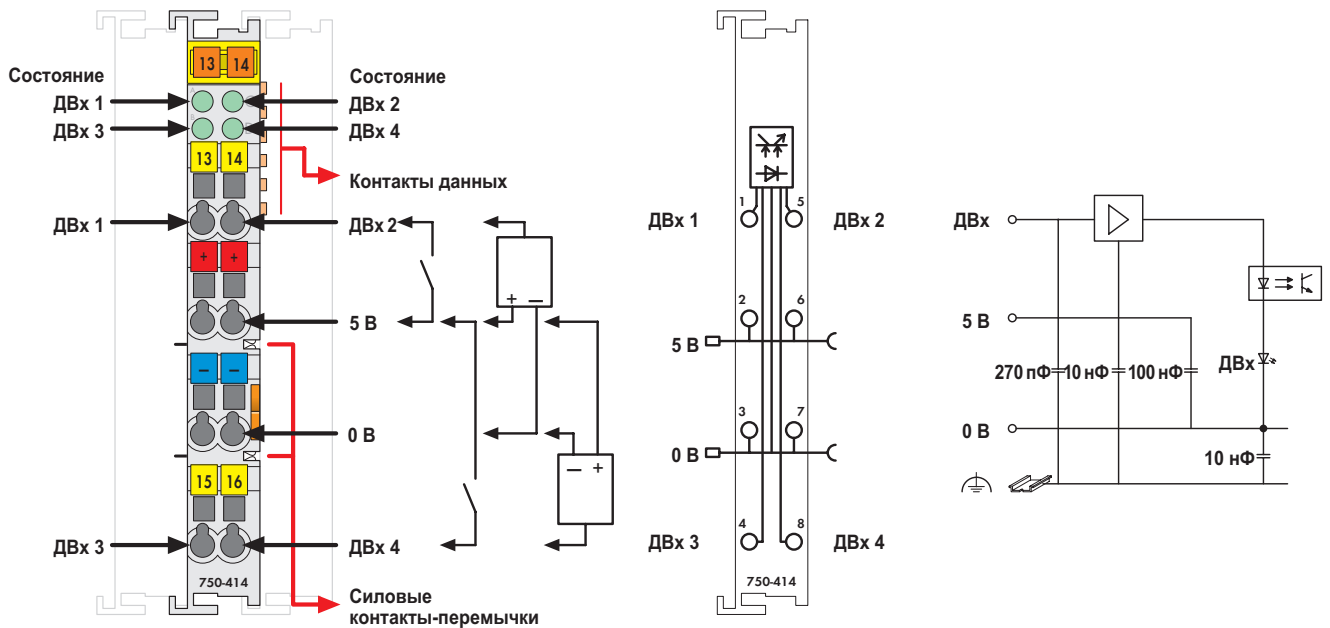 13 14
Состояние
ДВх 1
ДВх 3
Состояние
ДВх 2
ДВх 4
A
B
13 14
Контакты данных
ДВх 1
ДВх 2
+ +
+ —
5 В
— —
0 В
— +
15 16
ДВх 3
ДВх 4
750-414
Силовые
контакты-перемычки
1 5
ДВх 1
ДВх 2
2 6
5 В
3 7
0 В
4 8
ДВх 3
ДВх 4
750-414
ДВх
5 В
270 пФ 10 нФ 100 нФ
ДВх
0 В
10 нФ